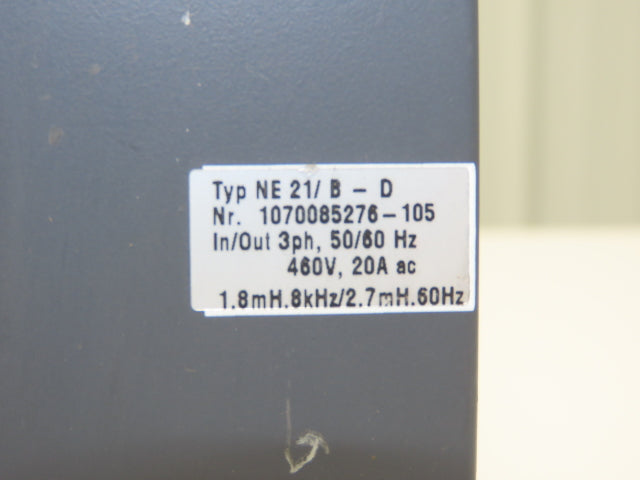 Typ NE 21/ B - D
Nr. 1070085276-105
In/Out 3ph, 50/60 Hz
460V, 20A ac
1.8mH.8kHz/2.7mH.60Hz